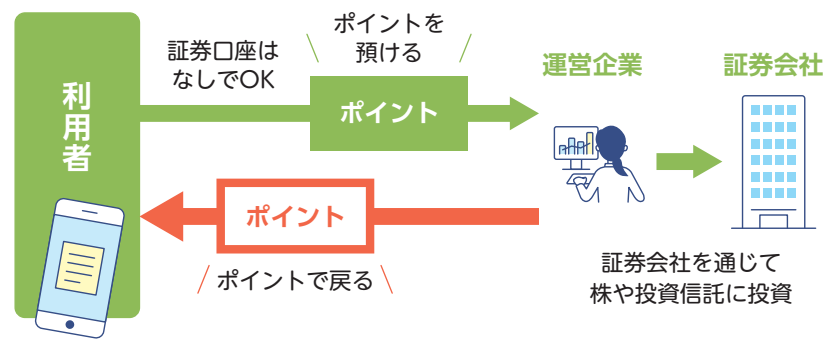 利用者
証券口座は
なしでOK
ポイントを
預ける
ポイント
運営企業
証券会社
ポイント
ポイントで戻る
証券会社を通じて
株や投資信託に投資